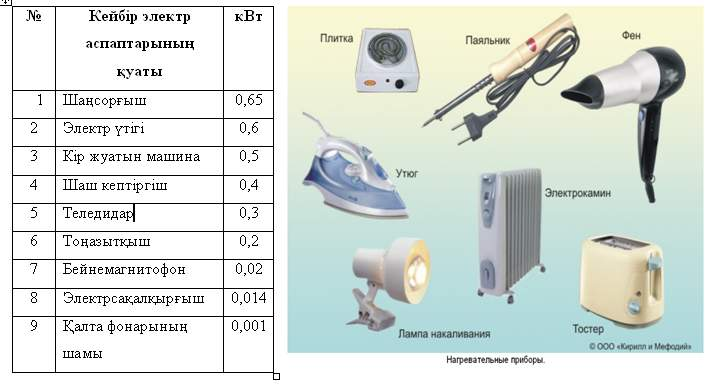 № Кейбір электр аспаптарының қуаты кВт
1 Шаңсорғыш 0,65
2 Электр үтігі 0,6
3 Кір жуатын машина 0,5
4 Шаш кептіргіш 0,4
5 Теледидар 0,3
6 Тоңазытқыш 0,2
7 Бейнемагнитофон 0,02
8 Электрсақалқырғыш 0,014
9 Қалта фонарының шамы 0,001
Плитка
Паяльник
Фен
Утюг
Электрокамин
Лампа накаливания
Тостер
© ООО «Кирилл и Мефодий»
Нагревательные приборы.